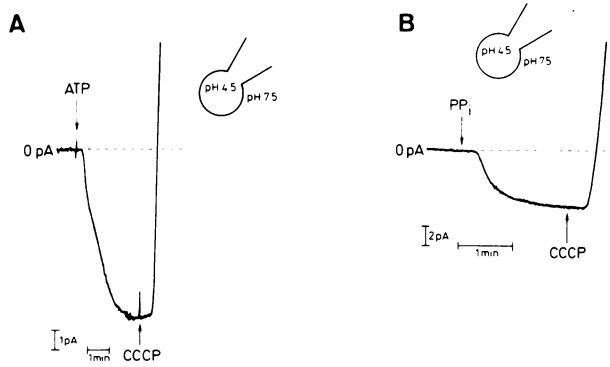 A
ATP
pH 4.5
pH 7.5
0 pA
1pA
1min
CCCP
B
pH 4.5
pH 7.5
PPi
0 pA
2pA
1min
CCCP